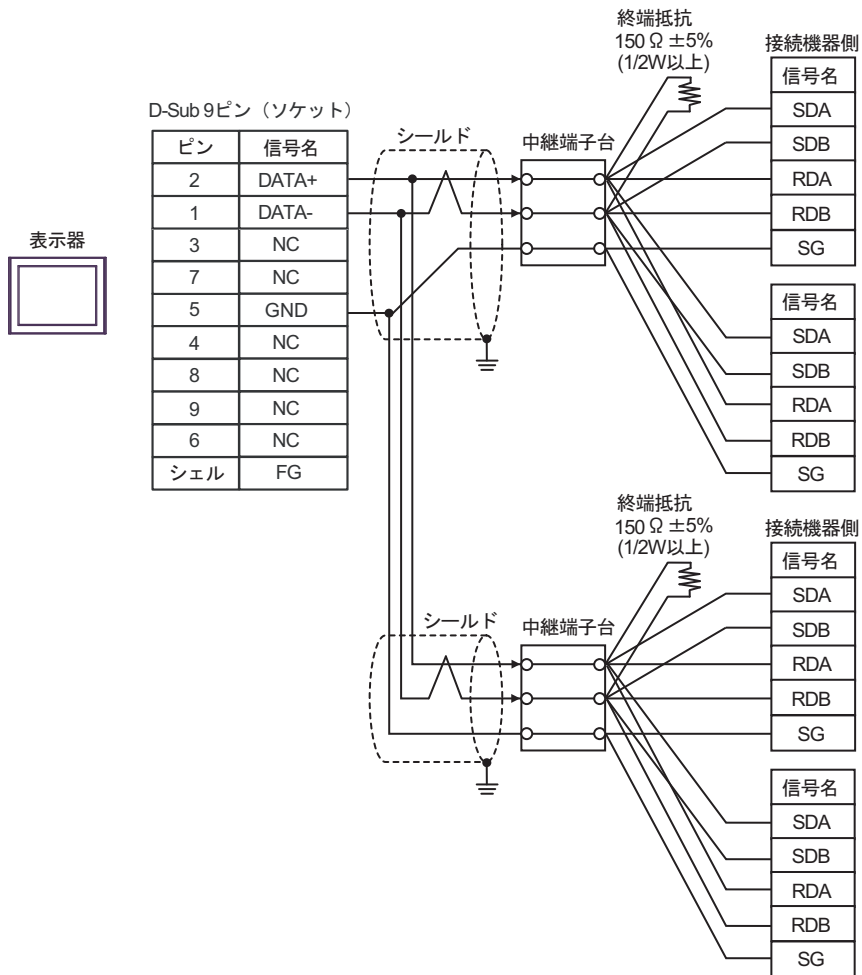 終端抵抗
150 Ω ±5%
(1/2W以上)
接続機器側
信号名
SDA
SDB
RDA
RDB
SG
D-Sub 9ピン（ソケット）
ピン 信号名
2 DATA+
1 DATA-
3 NC
7 NC
5 GND
4 NC
8 NC
9 NC
6 NC
シェル FG
表示器
シールド
中継端子台
信号名
SDA
SDB
RDA
RDB
SG
終端抵抗
150 Ω ±5%
(1/2W以上)
接続機器側
信号名
SDA
SDB
RDA
RDB
SG
シールド
中継端子台
信号名
SDA
SDB
RDA
RDB
SG